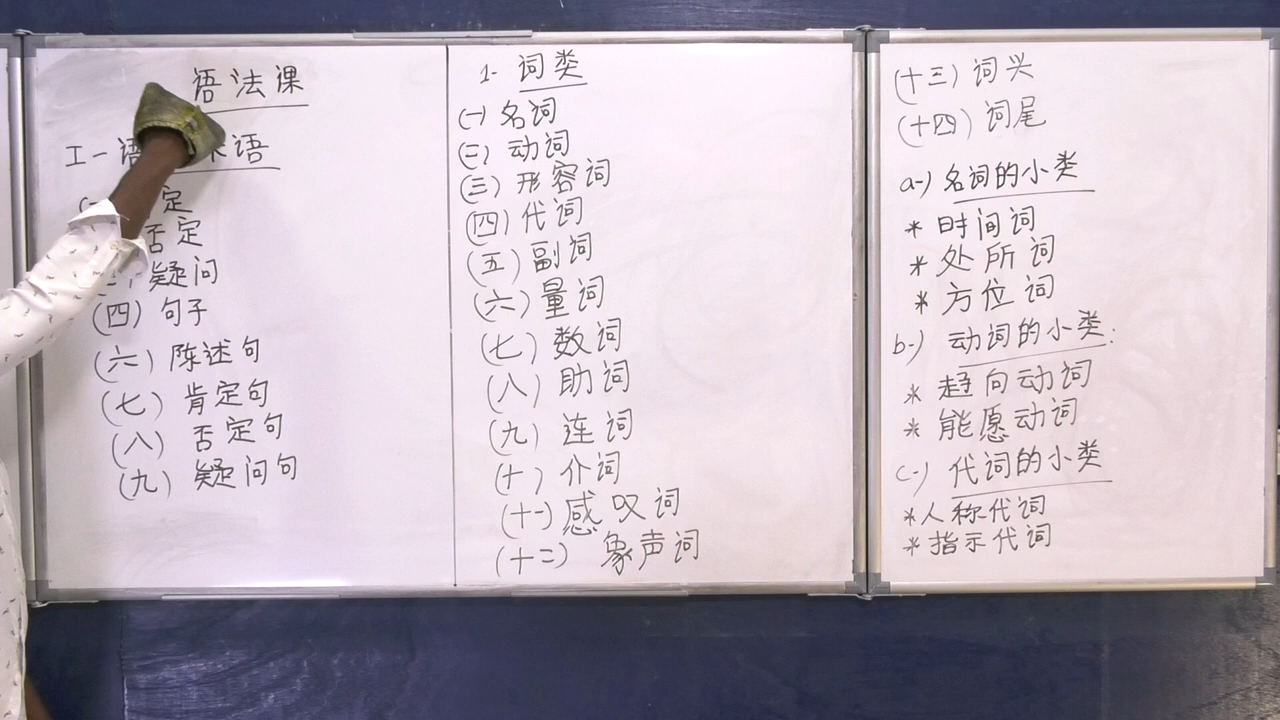 语法课
I-语 术语
(一 定
否定
疑问
(四) 句子
(六) 陈述句
(七) 肯定句
(八) 否定句
(九) 疑问句
1- 词类
(一) 名词
(二) 动词
(三) 形容词
(四) 代词
(五) 副词
(六) 量词
(七) 数词
(八) 助词
(九) 连词
(十) 介词
(十一) 感叹词
(十二) 象声词
(十三) 词兴
(十四) 词尾
a-) 名词的小类
* 时间词
* 处所词
* 方位词
b-) 动词的小类:
* 趋向动词
* 能愿动词
c-) 代词的小类
* 人称代词
* 指示代词